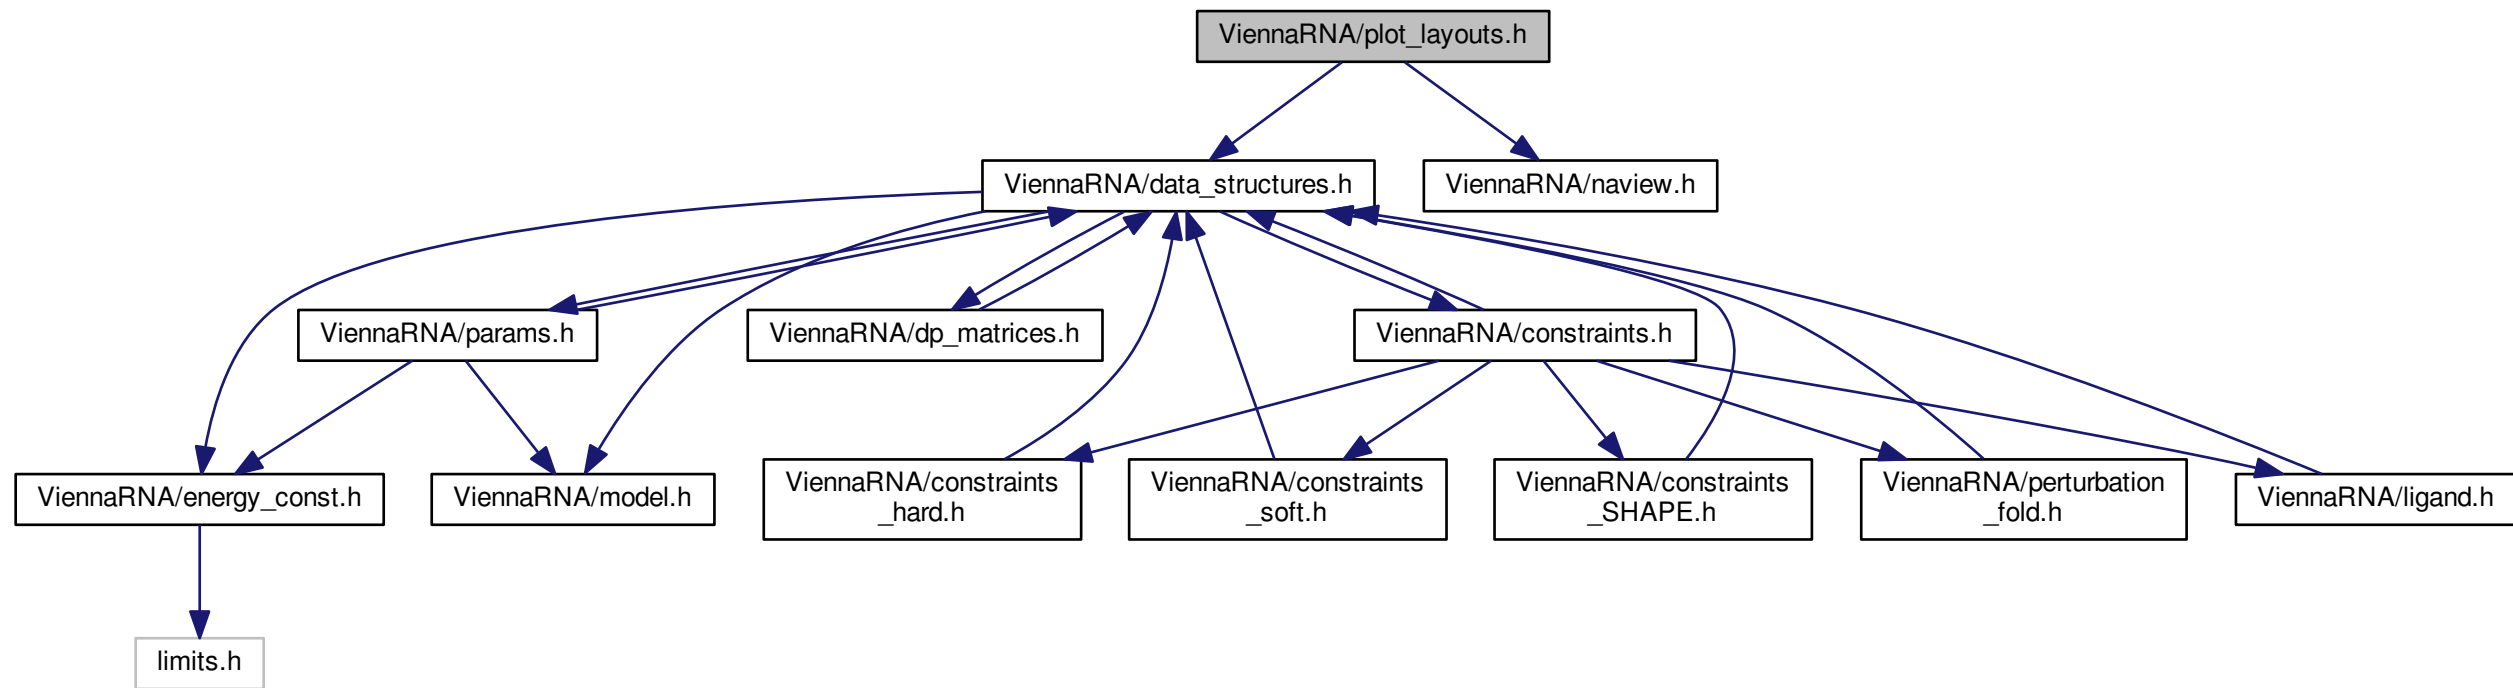 ViennaRNA/plot_layouts.h
ViennaRNA/data_structures.h
ViennaRNA/naview.h
ViennaRNA/params.h
ViennaRNA/dp_matrices.h
ViennaRNA/constraints.h
ViennaRNA/energy_const.h
ViennaRNA/model.h
ViennaRNA/constraints
_hard.h
ViennaRNA/constraints
_soft.h
ViennaRNA/constraints
_SHAPE.h
ViennaRNA/perturbation
_fold.h
ViennaRNA/ligand.h
limits.h